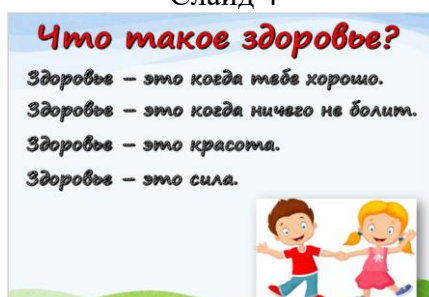 Слайд 4
Что такое здоровье?
Здоровье – это когда тебе хорошо.
Здоровье – это когда ничего не болит.
Здоровье – это красота.
Здоровье – это сила.